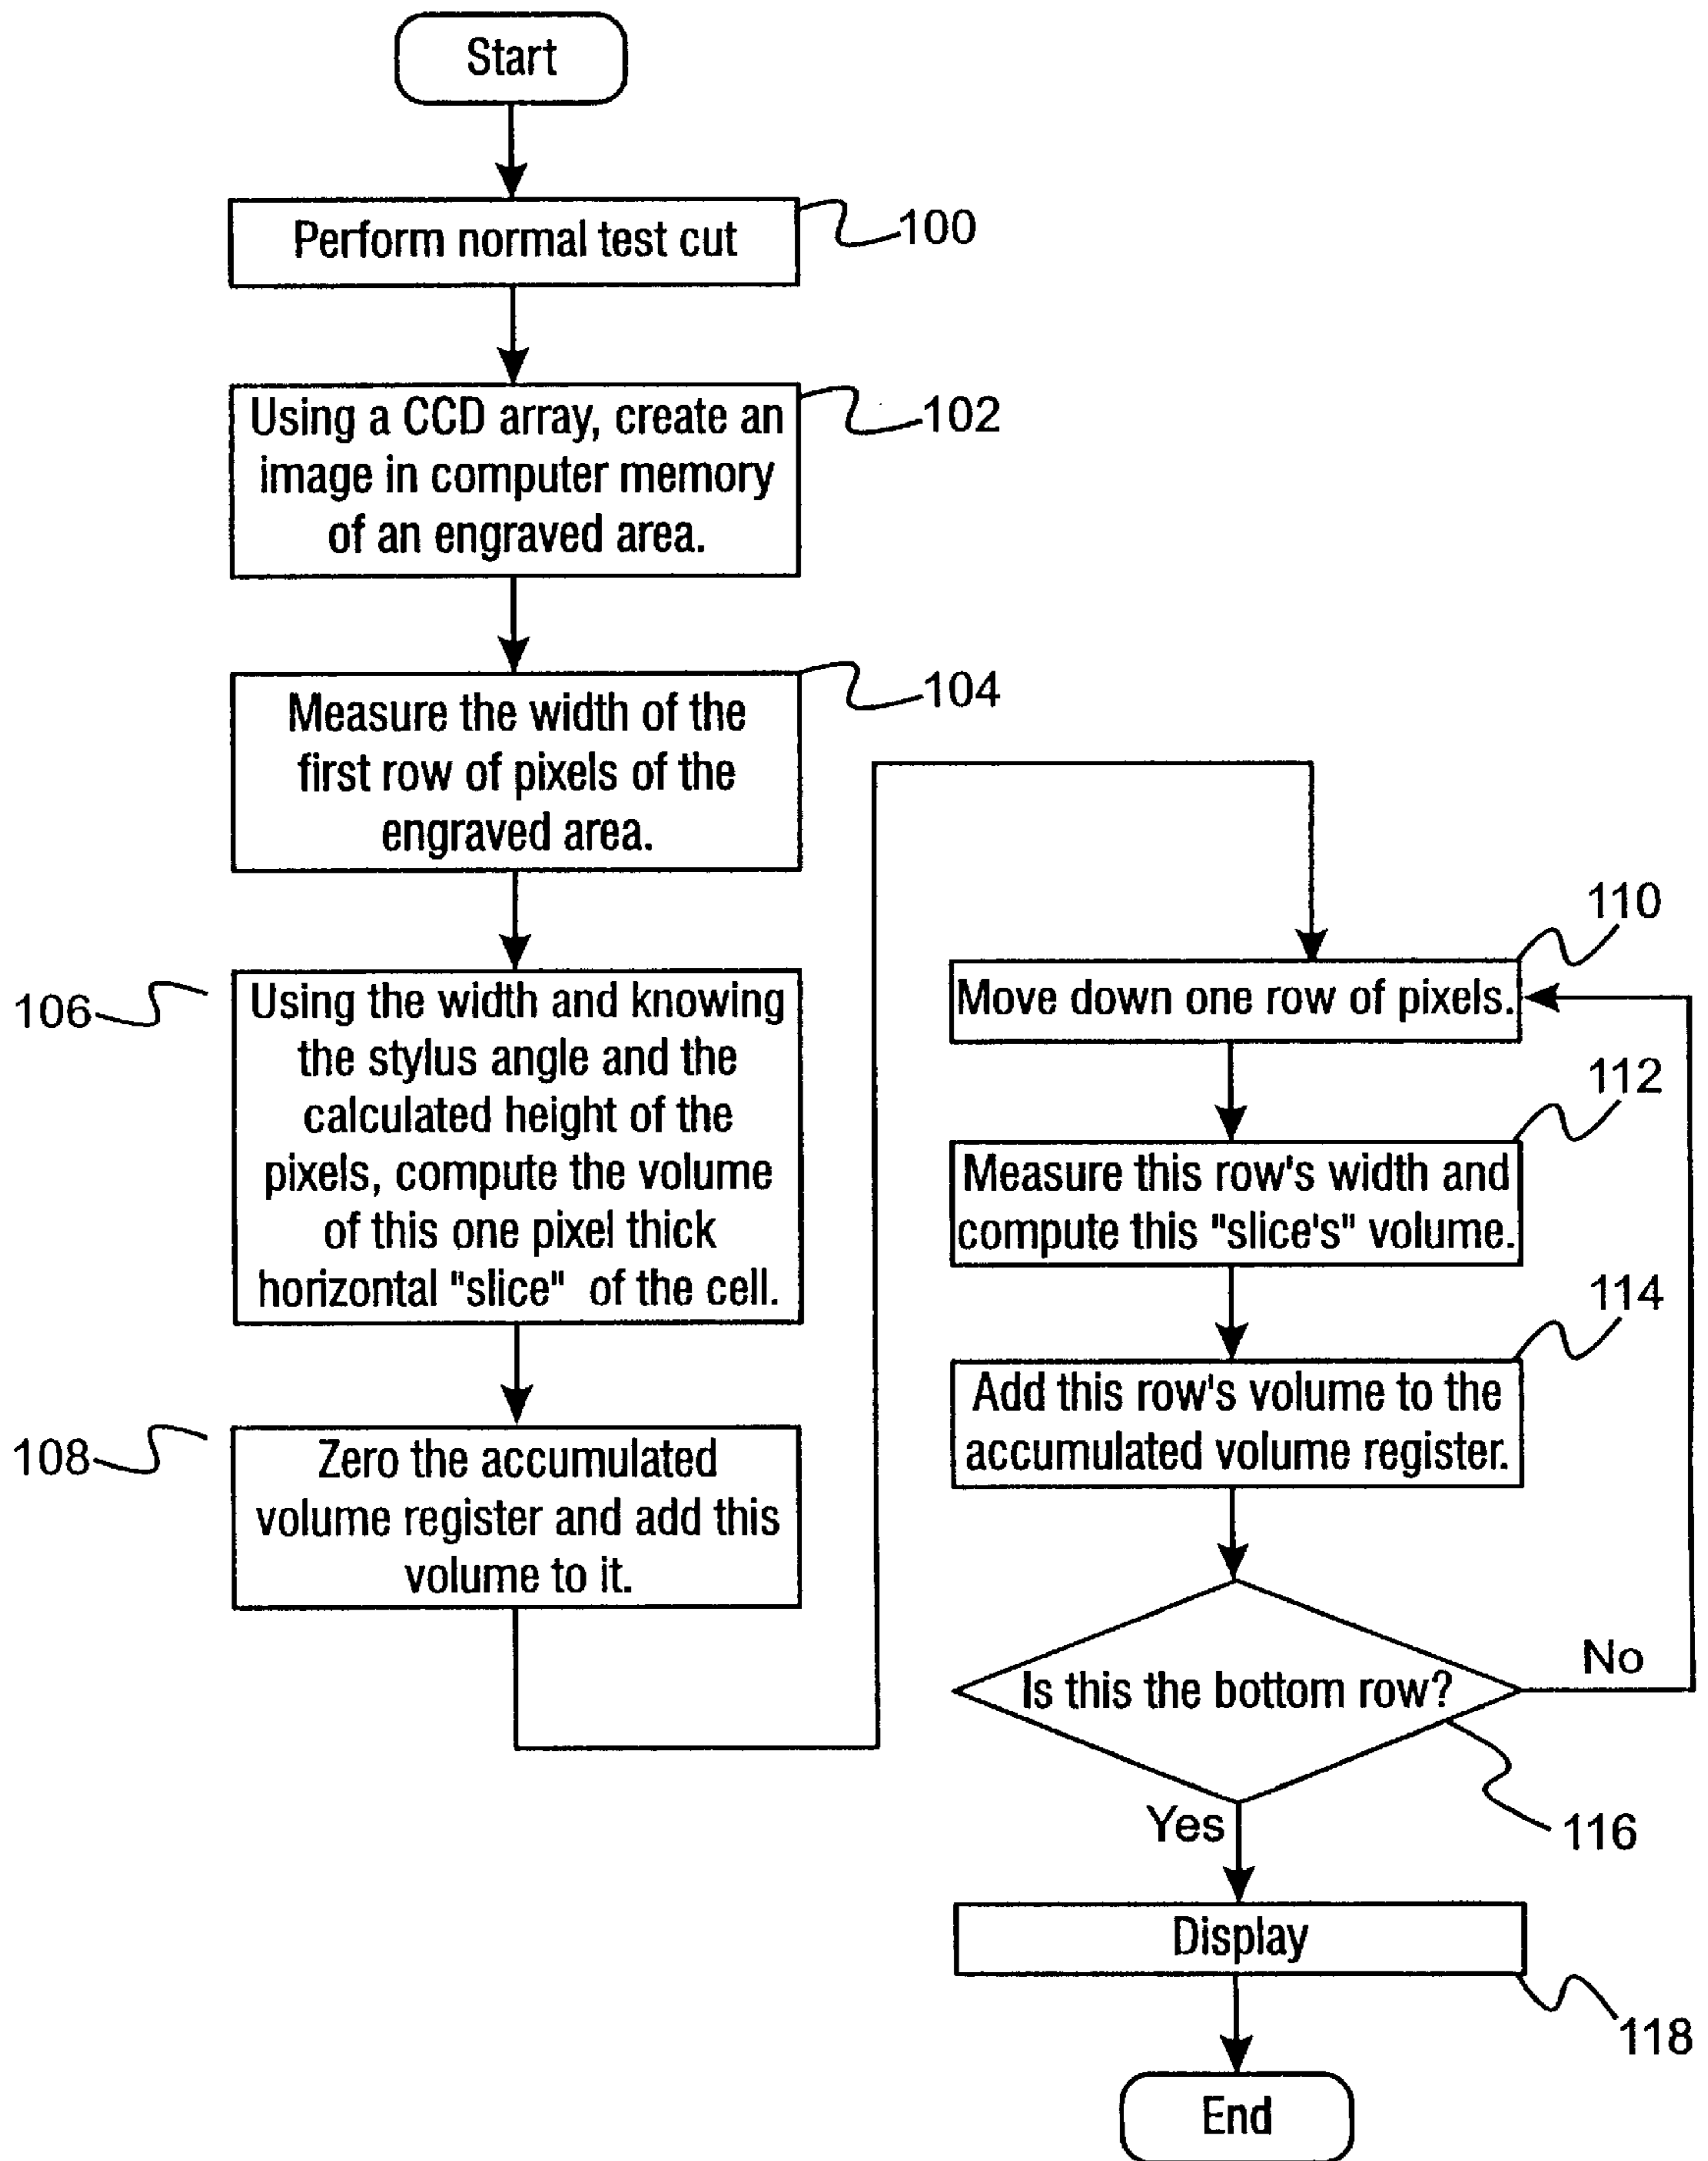 Start
Perform normal test cut
100
Using a CCD array, create an
image in computer memory
of an engraved area.
102
Measure the width of the
first row of pixels of the
engraved area.
104
106
Using the width and knowing
the stylus angle and the
calculated height of the
pixels, compute the volume
of this one pixel thick
horizontal "slice" of the cell.
108
Zero the accumulated
volume register and add this
volume to it.
110
Move down one row of pixels.
112
Measure this row's width and
compute this "slice's" volume.
114
Add this row's volume to the
accumulated volume register.
Is this the bottom row?
No
116
Yes
Display
118
End